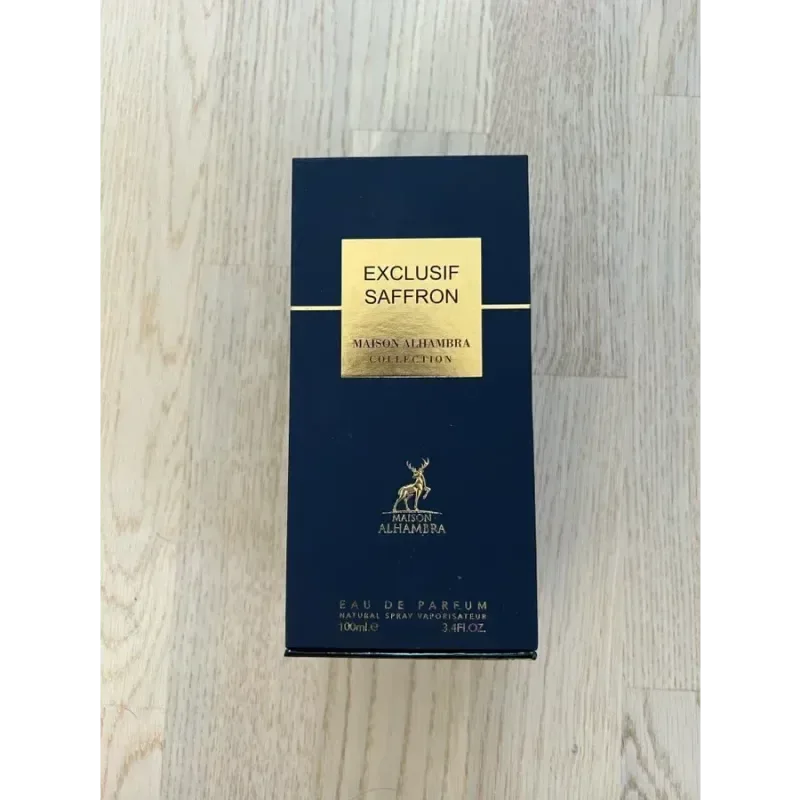 EXCLUSIF
SAFFRON
MAISON ALHAMBRA
COLLECTION
MAISON
ALHAMBRA
EAU DE PARFUM
NATURAL SPRAY VAPORISATEUR
100ml.e 3.4Fl.OZ.